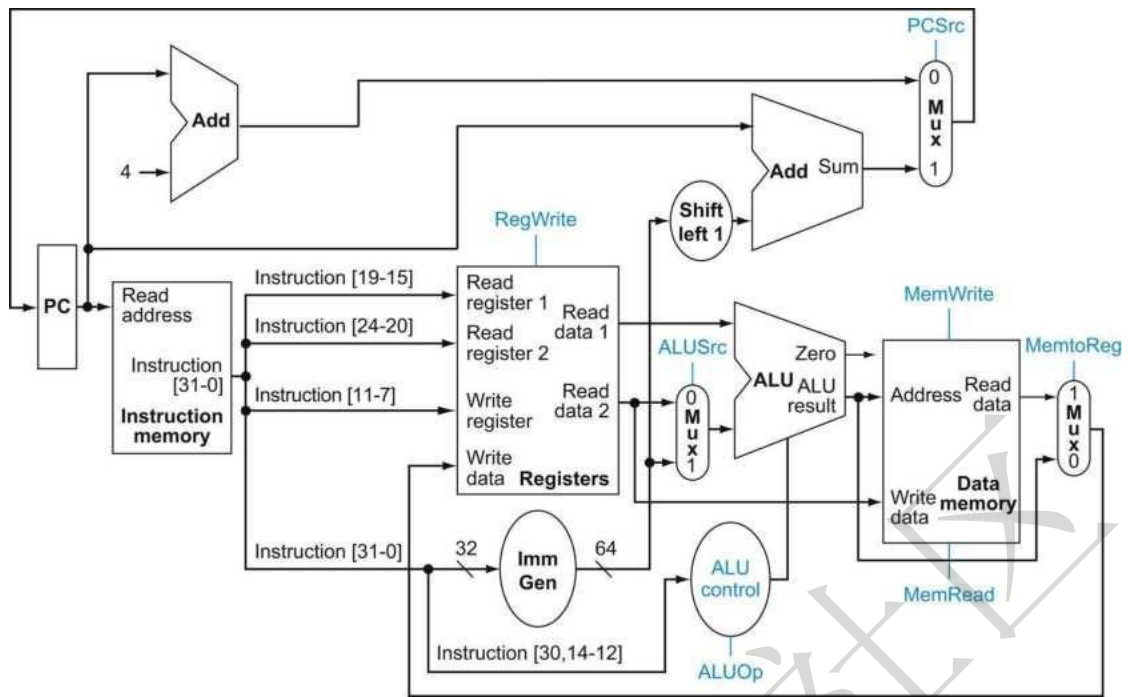 PCSrc
0
Mux
1
Add
4
Add Sum
Shift
left 1
RegWrite
PC
Read
address
Instruction
[31-0]
Instruction
memory
Instruction [19-15]
Instruction [24-20]
Instruction [11-7]
Read
register 1
Read
register 2
Write
register
Write
data
Registers
Read
data 1
Read
data 2
ALUSrc
0
Mux
1
Zero
ALU
ALU
result
MemWrite
Address
Read
data
Write
data
Data
memory
MemRead
MemtoReg
1
Mux
0
Instruction [31-0]
32
Imm
Gen
64
ALU
control
Instruction [30,14-12]
ALUOp